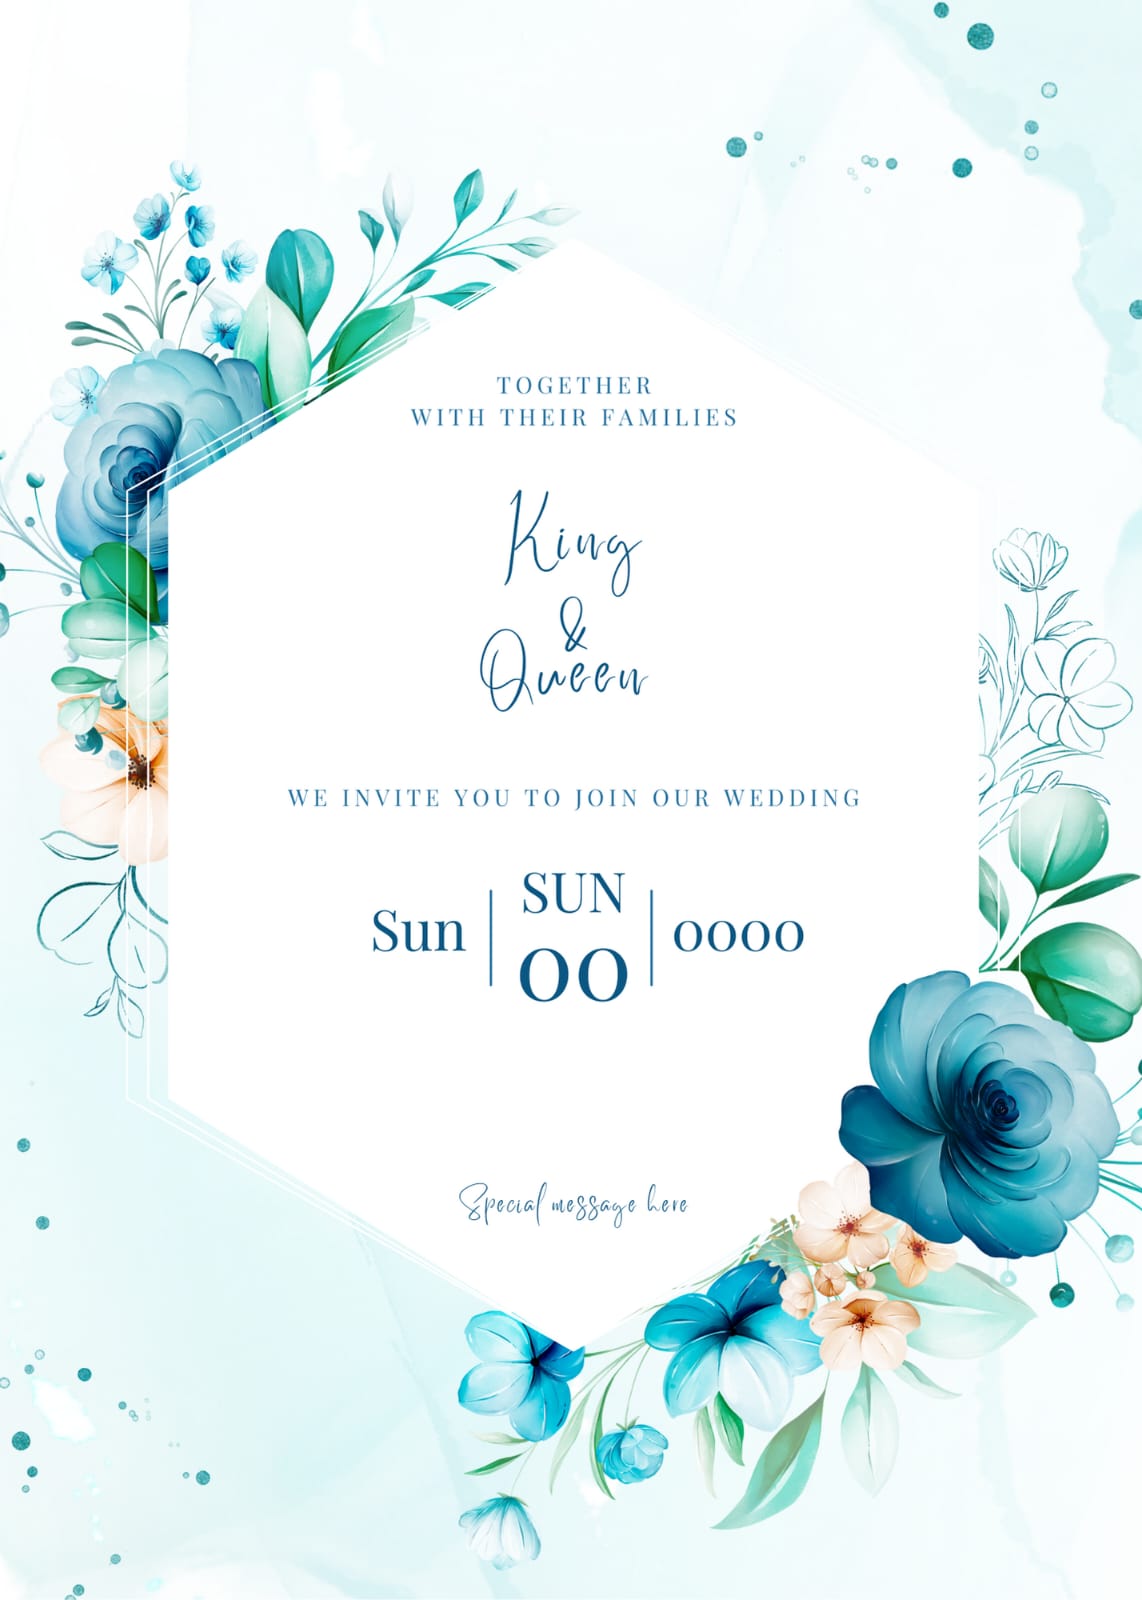 TOGETHER
WITH THEIR FAMILIES
King
&
Queen
WE INVITE YOU TO JOIN OUR WEDDING
Sun
SUN
00
0000
Special message here